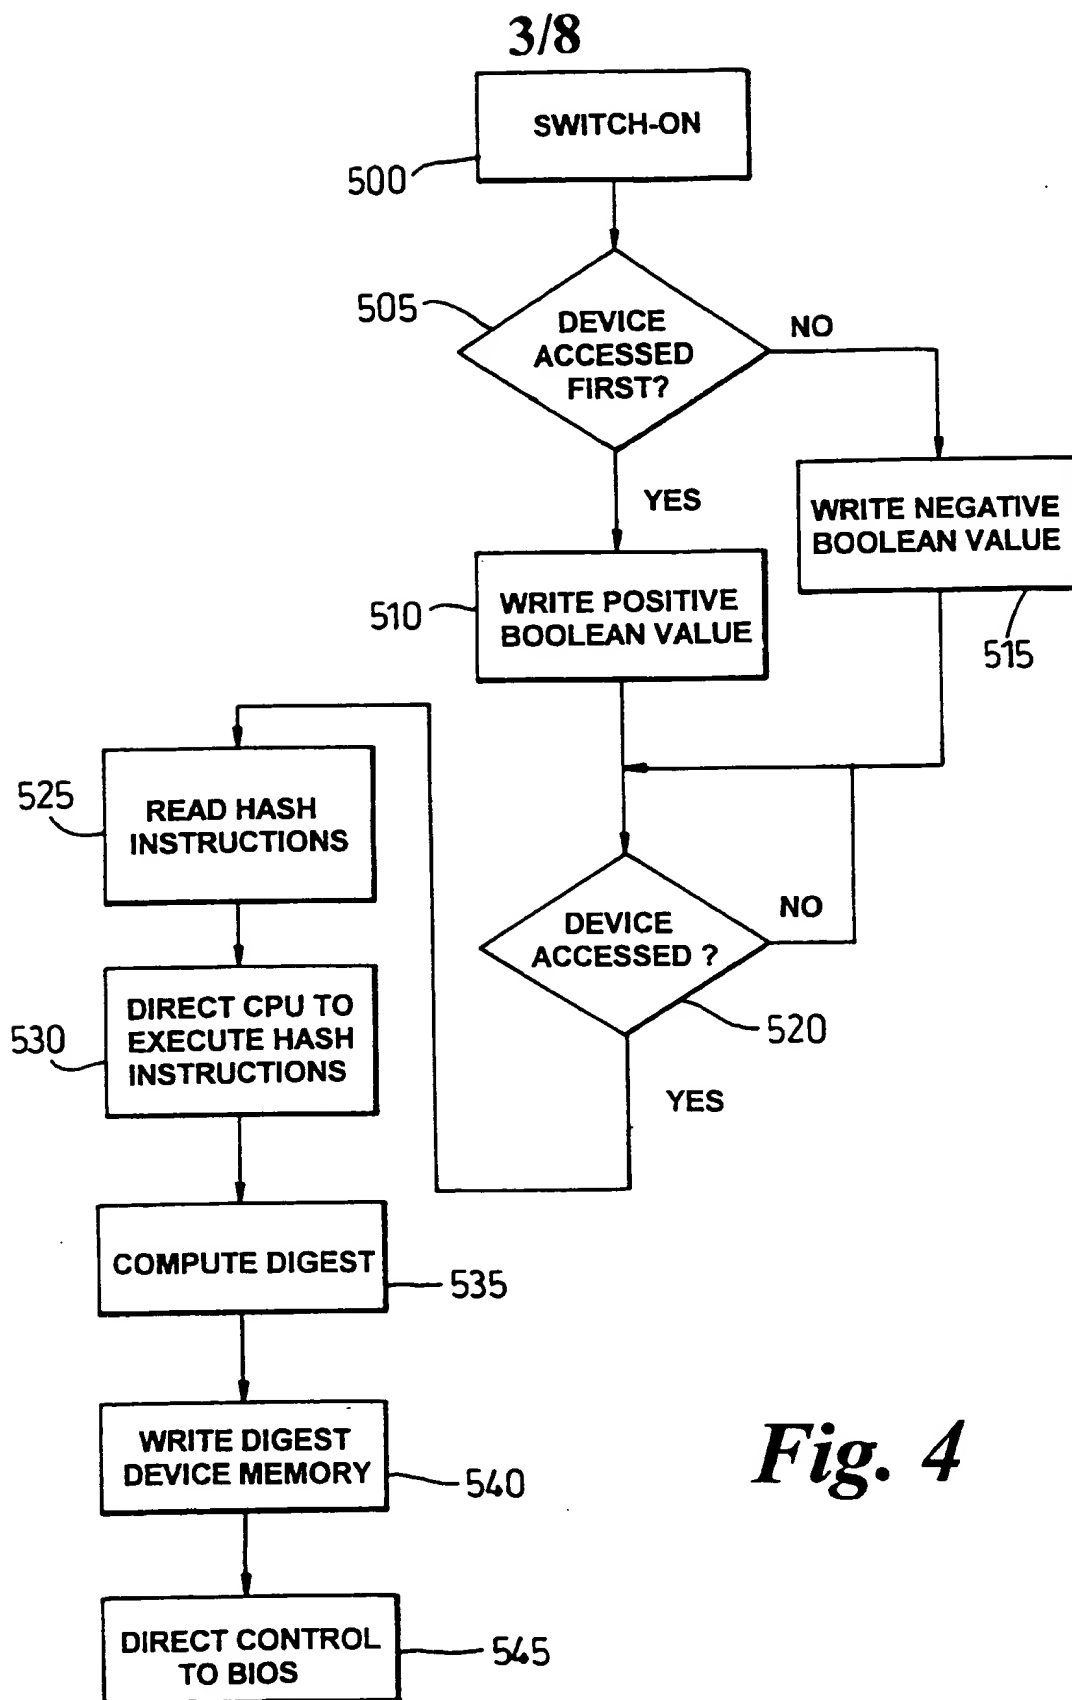 3/8
SWITCH-ON
500
505
DEVICE
ACCESSED
FIRST?
NO
YES
WRITE NEGATIVE
BOOLEAN VALUE
515
510
WRITE POSITIVE
BOOLEAN VALUE
525
READ HASH
INSTRUCTIONS
DEVICE
ACCESSED ?
NO
520
YES
530
DIRECT CPU TO
EXECUTE HASH
INSTRUCTIONS
COMPUTE DIGEST
535
WRITE DIGEST
DEVICE MEMORY
540
DIRECT CONTROL
TO BIOS
545
Fig. 4